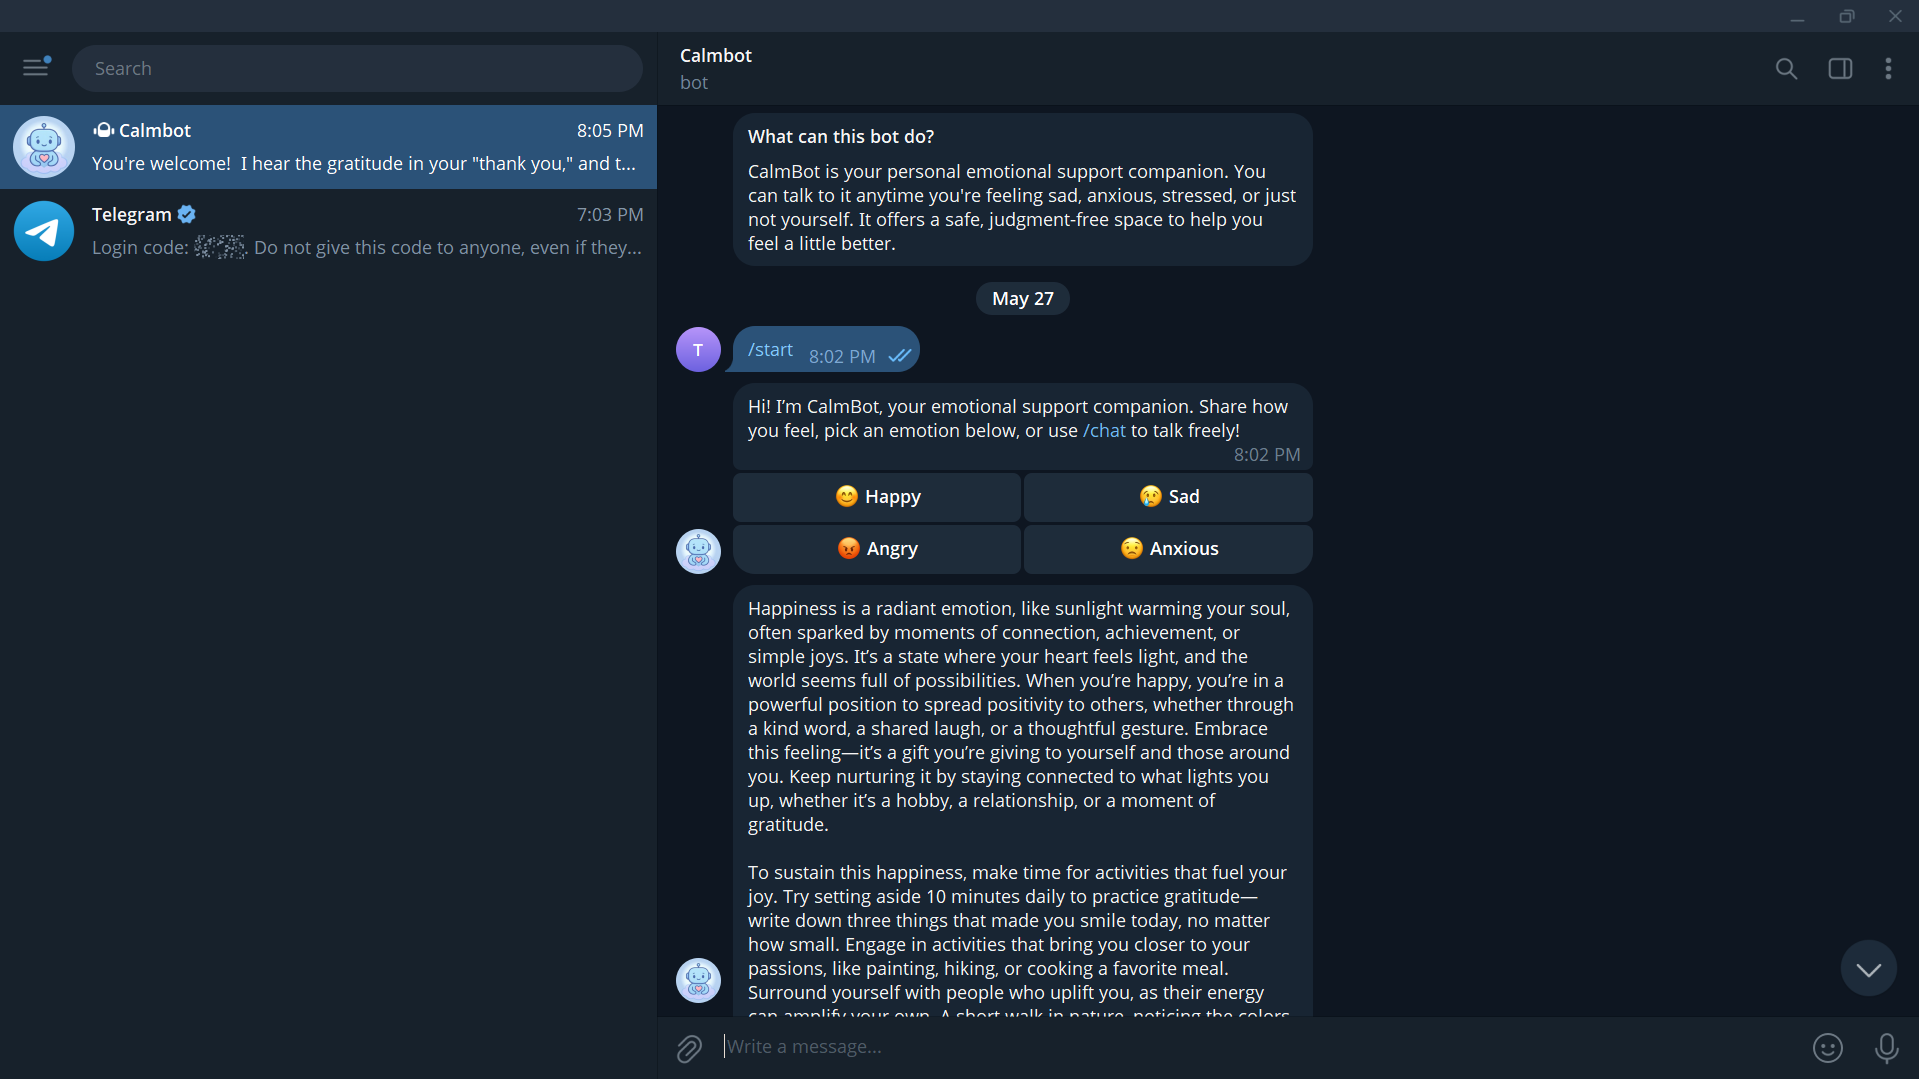 Search
Calmbot
8:05 PM
You're welcome!  I hear the gratitude in your "thank you," and t...
Telegram
7:03 PM
Login code: . Do not give this code to anyone, even if they...
Calmbot
bot
What can this bot do?
CalmBot is your personal emotional support companion. You
can talk to it anytime you're feeling sad, anxious, stressed, or just
not yourself. It offers a safe, judgment-free space to help you
feel a little better.
May 27
T
/start
8:02 PM
Hi! I’m CalmBot, your emotional support companion. Share how
you feel, pick an emotion below, or use /chat to talk freely!
8:02 PM
😊 Happy
😢 Sad
😡 Angry
😟 Anxious
Happiness is a radiant emotion, like sunlight warming your soul,
often sparked by moments of connection, achievement, or
simple joys. It’s a state where your heart feels light, and the
world seems full of possibilities. When you’re happy, you’re in a
powerful position to spread positivity to others, whether through
a kind word, a shared laugh, or a thoughtful gesture. Embrace
this feeling—it’s a gift you’re giving to yourself and those around
you. Keep nurturing it by staying connected to what lights you
up, whether it’s a hobby, a relationship, or a moment of
gratitude.
To sustain this happiness, make time for activities that fuel your
joy. Try setting aside 10 minutes daily to practice gratitude—
write down three things that made you smile today, no matter
how small. Engage in activities that bring you closer to your
passions, like painting, hiking, or cooking a favorite meal.
Surround yourself with people who uplift you, as their energy
can amplify your own. A short walk in nature, noticing the colors
Write a message...